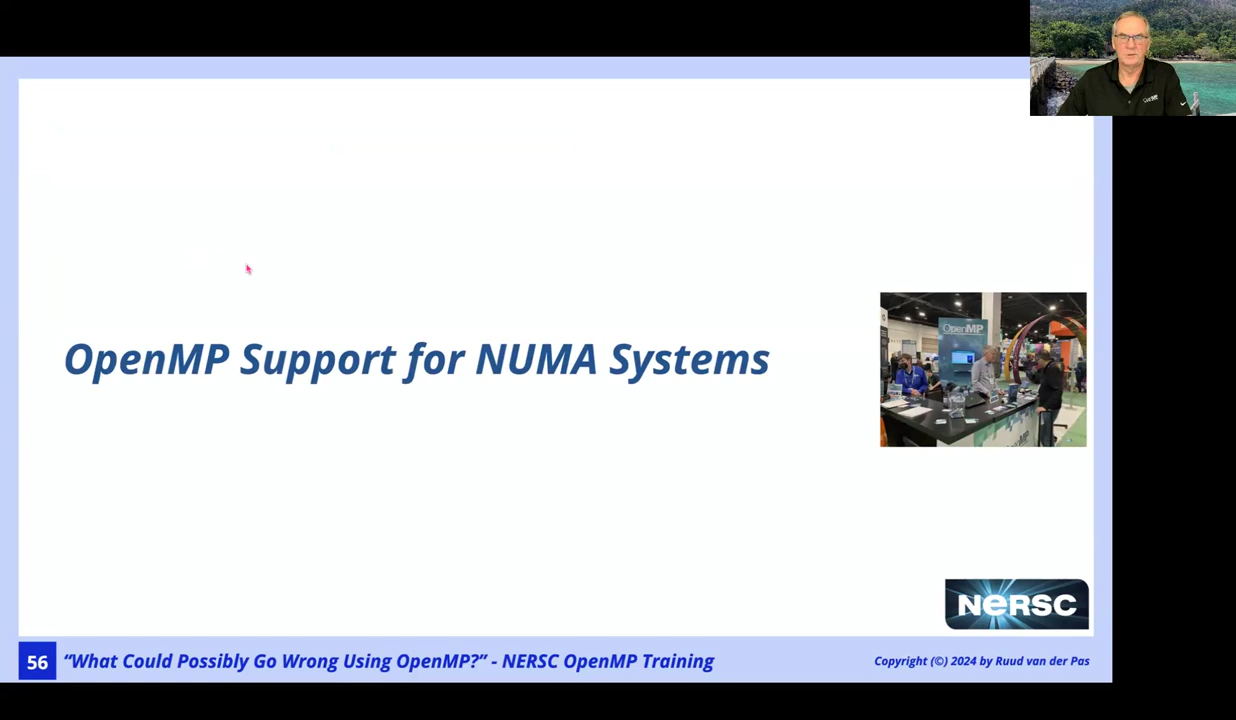 OpenMP Support for NUMA Systems
OpenMP
NERSC
56 "What Could Possibly Go Wrong Using OpenMP?" - NERSC OpenMP Training
Copyright (©) 2024 by Ruud van der Pas